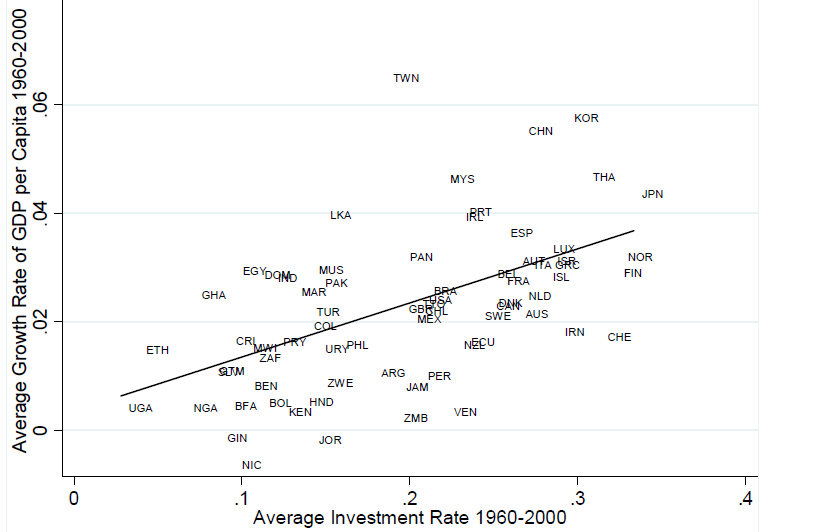 Average Growth Rate of GDP per Capita 1960-2000
.06
.04
.02
0
TWN
KOR
CHN
MYS
THA
JPN
LKA
PRT
IRL
ESP
LUX
PAN
AUT
ISR
ITA
GRC
NOR
EGY
DOM
IND
MUS
BEL
FIN
PAK
FRA
ISL
GHA
MAR
BRA
NLD
USA
DNK
CAN
TUR
GBR
CHL
AUS
SWE
MEX
COL
IRN
CHE
CRI
PRY
MWI
URY
PHL
ECU
NZL
ETH
ZAF
GTM
SLV
ARG
PER
BEN
ZWE
JAM
UGA
NGA
BFA
BOL
HND
KEN
VEN
ZMB
GIN
JOR
NIC
0
.1
.2
.3
.4
Average Investment Rate 1960-2000